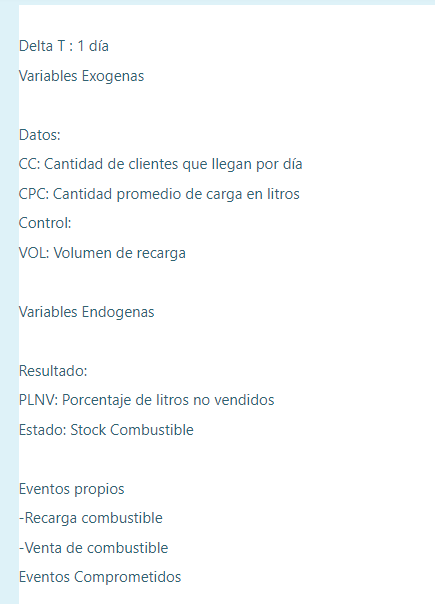 Delta T : 1 día
Variables Exogenas
Datos:
CC: Cantidad de clientes que llegan por día
CPC: Cantidad promedio de carga en litros
Control:
VOL: Volumen de recarga
Variables Endogenas
Resultado:
PLNV: Porcentaje de litros no vendidos
Estado: Stock Combustible
Eventos propios
-Recarga combustible
-Venta de combustible
Eventos Comprometidos